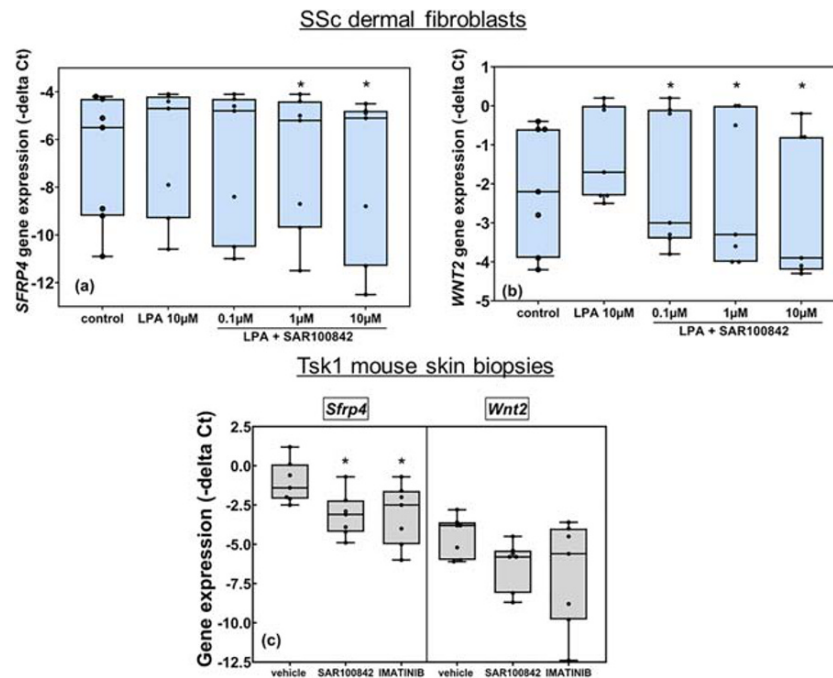 SSc dermal fibroblasts
SFRP4 gene expression (-delta Ct)
-4
-6
-8
-10
-12
(a)
*
*
control
LPA 10µM
0.1µM
1µM
10µM
LPA + SAR100842
WNT2 gene expression (-delta Ct)
1
0
-1
-2
-3
-4
-5
(b)
*
*
*
control
LPA 10µM
0.1µM
1µM
10µM
LPA + SAR100842
Tsk1 mouse skin biopsies
Sfrp4
Wnt2
Gene expression (-delta Ct)
2.5
0.0
-2.5
-5.0
-7.5
-10.0
-12.5
(c)
*
*
vehicle
SAR100842
IMATINIB
vehicle
SAR100842
IMATINIB